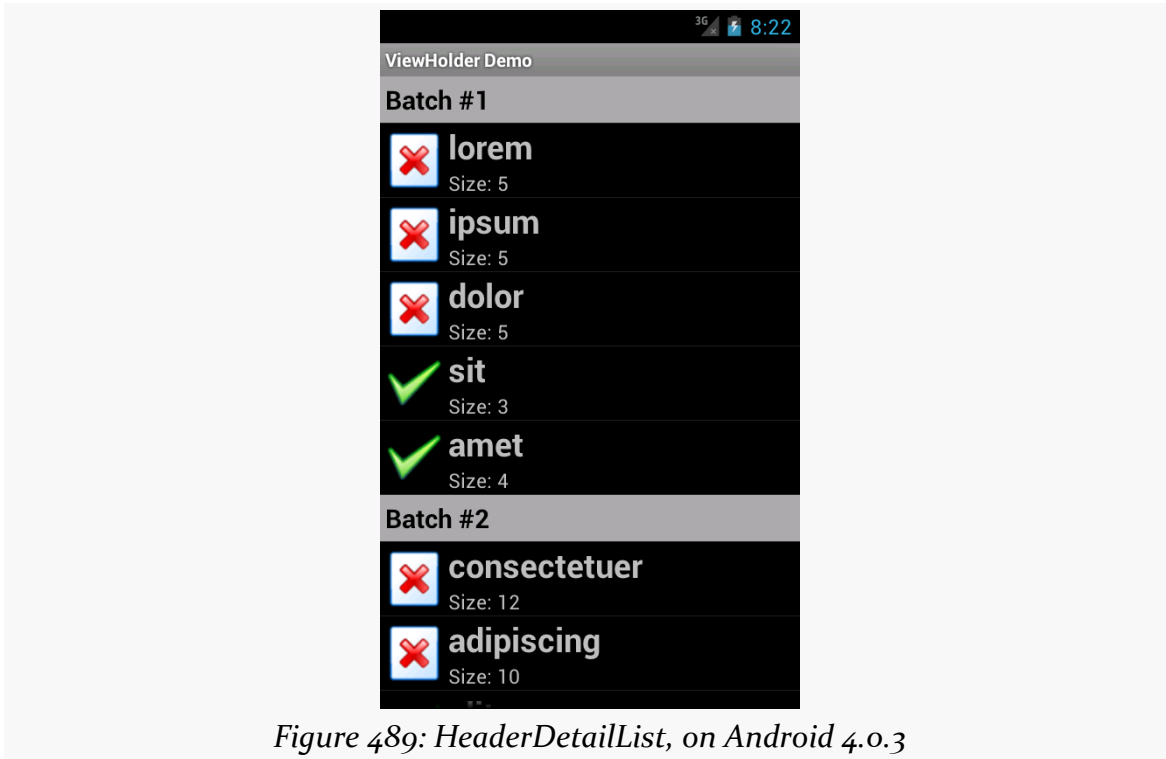 3G 8:22
ViewHolder Demo
Batch #1
lorem
Size: 5
ipsum
Size: 5
dolor
Size: 5
sit
Size: 3
amet
Size: 4
Batch #2
consectetuer
Size: 12
adipiscing
Size: 10
Figure 489: HeaderDetailList, on Android 4.0.3